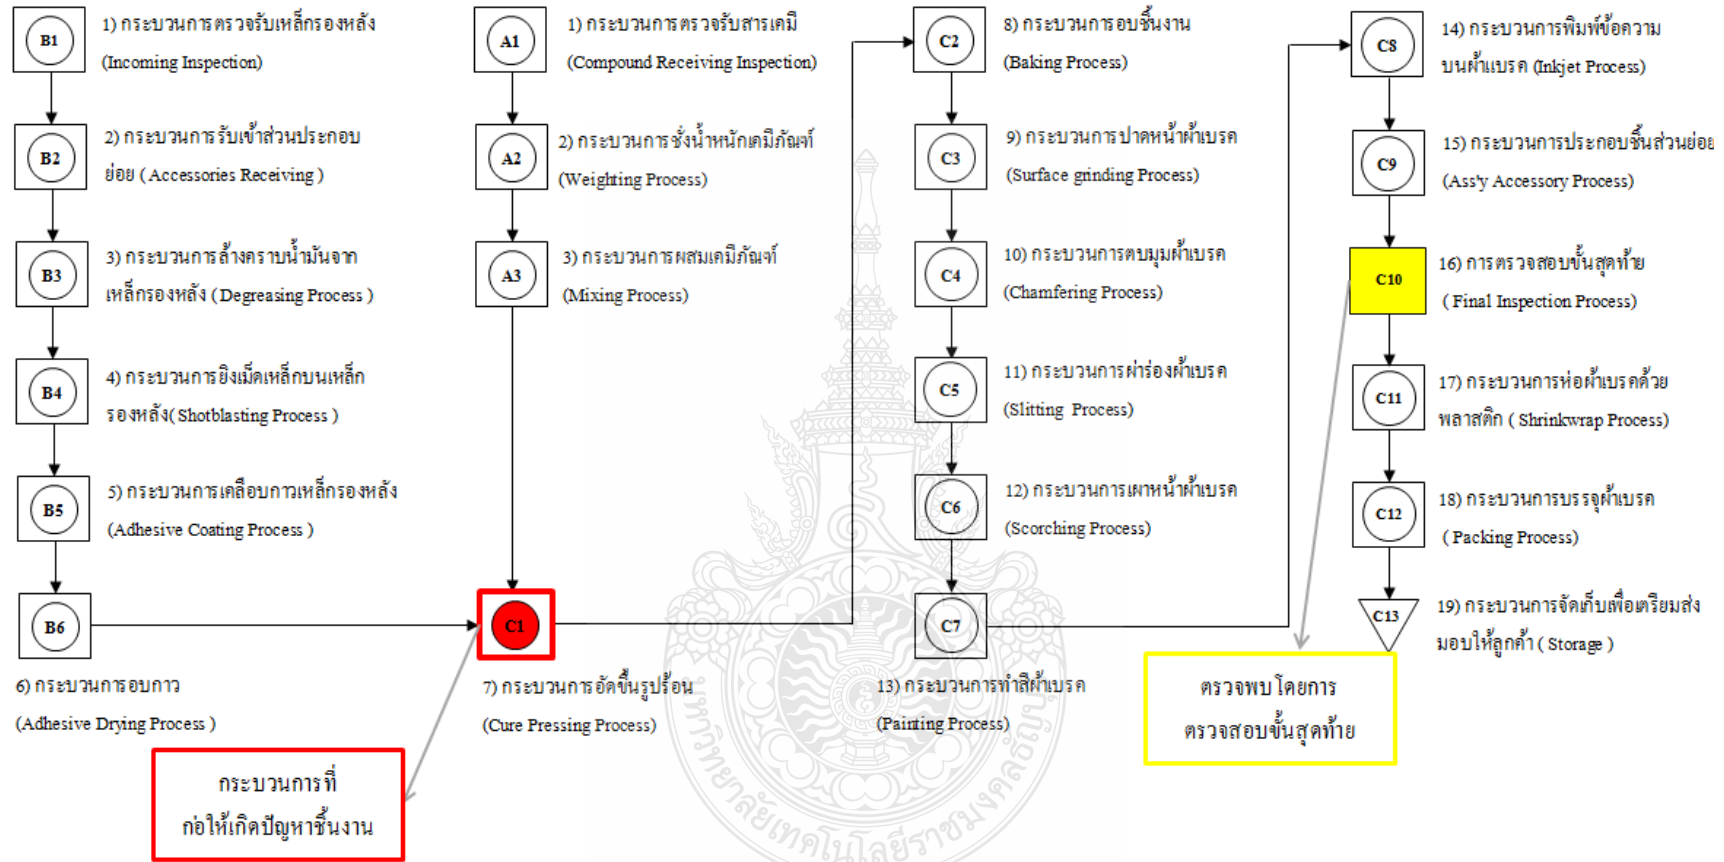 B1
1) กระบวนการตรวจรับเหล็กรองหลัง
(Incoming Inspection)
B2
2) กระบวนการรับเข้าส่วนประกอบ
ย่อย ( Accessories Receiving )
B3
3) กระบวนการล้างคราบน้ำมันจาก
เหล็กรองหลัง ( Degreasing Process )
B4
4) กระบวนการยิงเม็ดเหล็กบนเหล็ก
รองหลัง( Shotblasting Process )
B5
5) กระบวนการเคลือบกาวเหล็กรองหลัง
(Adhesive Coating Process )
B6
6) กระบวนการอบกาว
(Adhesive Drying Process )
A1
1) กระบวนการตรวจรับสารเคมี
(Compound Receiving Inspection)
A2
2) กระบวนการชั่งน้ำหนักเคมีภัณฑ์
(Weighting Process)
A3
3) กระบวนการผสมเคมีภัณฑ์
(Mixing Process)
C1
7) กระบวนการอัดขึ้นรูปร้อน
(Cure Pressing Process)
กระบวนการที่
ก่อให้เกิดปัญหาชิ้นงาน
C2
8) กระบวนการอบชิ้นงาน
(Baking Process)
C3
9) กระบวนการปาดหน้าผ้าเบรค
(Surface grinding Process)
C4
10) กระบวนการตบมุมผ้าเบรค
(Chamfering Process)
C5
11) กระบวนการผ่าร่องผ้าเบรค
(Slitting Process)
C6
12) กระบวนการเผาหน้าผ้าเบรค
(Scorching Process)
C7
13) กระบวนการทำสีผ้าเบรค
(Painting Process)
C8
14) กระบวนการพิมพ์ข้อความ
บนผ้าแบรค (Inkjet Process)
C9
15) กระบวนการประกอบชิ้นส่วนย่อย
(Ass'y Accessory Process)
C10
16) การตรวจสอบขั้นสุดท้าย
( Final Inspection Process)
C11
17) กระบวนการห่อผ้าเบรคด้วย
พลาสติก ( Shrinkwrap Process)
C12
18) กระบวนการบรรจุผ้าเบรค
( Packing Process)
C13
19) กระบวนการจัดเก็บเพื่อเตรียมส่ง
มอบให้ลูกค้า ( Storage )
ตรวจพบโดยการ
ตรวจสอบขั้นสุดท้าย
มหาวิทยาลัยเทคโนโลยีราชมงคลธัญบุรี